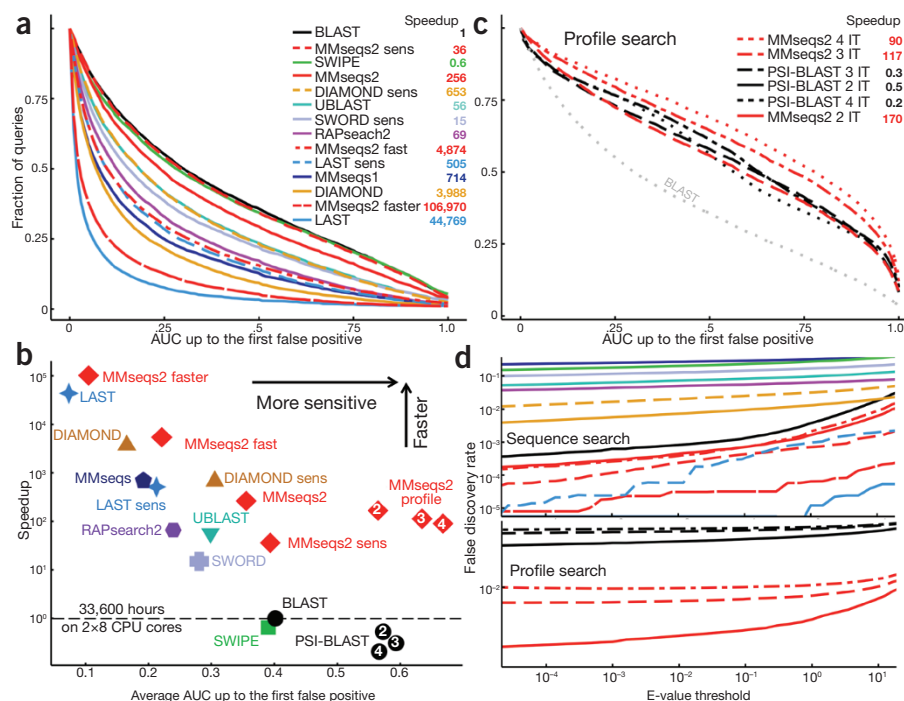 a
Speedup
BLAST 1
MMseqs2 sens 36
SWIPE 0.6
MMseqs2 256
DIAMOND sens 653
UBLAST 56
SWORD sens 15
RAPseach2 69
MMseqs2 fast 4,874
LAST sens 505
MMseqs1 714
DIAMOND 3,988
MMseqs2 faster 106,970
LAST 44,769
Fraction of queries
0.75
0.5
0.25
0
0 .25 .5 .75 1.0
AUC up to the first false positive
c
Profile search
Speedup
MMseqs2 4 IT 90
MMseqs2 3 IT 117
PSI-BLAST 3 IT 0.3
PSI-BLAST 2 IT 0.5
PSI-BLAST 4 IT 0.2
MMseqs2 2 IT 170
BLAST
0.75
0.5
0.25
0
0 .25 .5 .75 1.0
AUC up to the first false positive
b
Speedup
10⁵
10⁴
10³
10²
10¹
10⁰
MMseqs2 faster
LAST
More sensitive
Faster
DIAMOND
MMseqs2 fast
MMseqs
LAST sens
DIAMOND sens
MMseqs2
MMseqs2
profile
2
3
4
RAPsearch2
UBLAST
MMseqs2 sens
SWORD
33,600 hours
on 2×8 CPU cores
BLAST
SWIPE
PSI-BLAST
2
3
4
0.1 0.2 0.3 0.4 0.5 0.6
Average AUC up to the first false positive
d
False discovery rate
10⁻¹
10⁻²
10⁻³
10⁻⁴
10⁻⁵
Sequence search
10⁻²
Profile search
10⁻⁴ 10⁻³ 10⁻² 10⁻¹ 10⁰ 10¹
E-value threshold